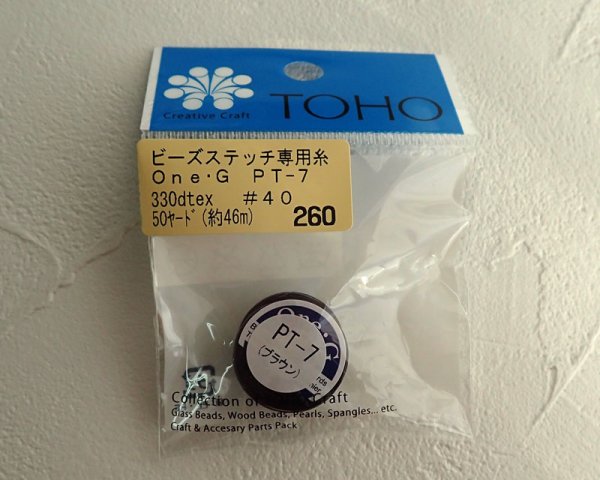 Creative Craft
TOHO
ビーズステッチ専用糸
One・G PT-7
330dtex #40
50ヤード(約46m) 260
One・G
PT-7
(ブラウン)
Collection of Craft
Glass Beads, Wood Beads, Pearls, Spangles... etc.
Craft & Accesary Parts Pack